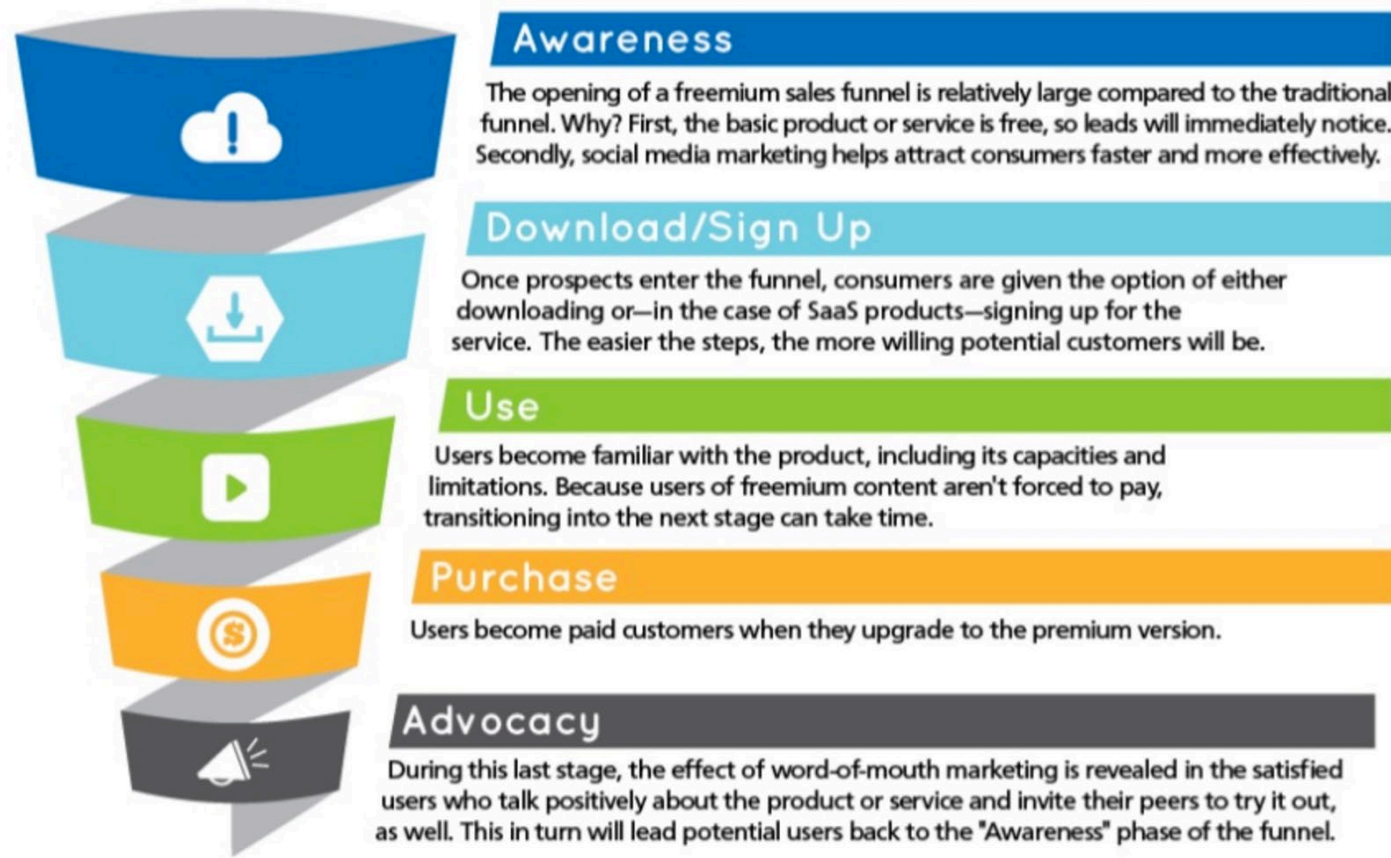 Awareness
The opening of a freemium sales funnel is relatively large compared to the traditional
funnel. Why? First, the basic product or service is free, so leads will immediately notice.
Secondly, social media marketing helps attract consumers faster and more effectively.
Download/Sign Up
Once prospects enter the funnel, consumers are given the option of either
downloading or—in the case of SaaS products—signing up for the
service. The easier the steps, the more willing potential customers will be.
Use
Users become familiar with the product, including its capacities and
limitations. Because users of freemium content aren't forced to pay,
transitioning into the next stage can take time.
Purchase
$
Users become paid customers when they upgrade to the premium version.
Advocacy
During this last stage, the effect of word-of-mouth marketing is revealed in the satisfied
users who talk positively about the product or service and invite their peers to try it out,
as well. This in turn will lead potential users back to the "Awareness" phase of the funnel.